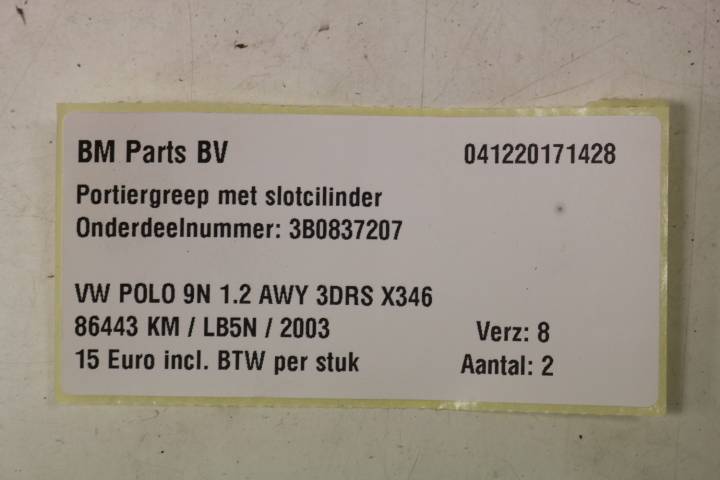 BM Parts BV 041220171428
Portiergreep met slotcilinder
Onderdeelnummer: 3B0837207
VW POLO 9N 1.2 AWY 3DRS X346
86443 KM / LB5N / 2003 Verz: 8
15 Euro incl. BTW per stuk Aantal: 2